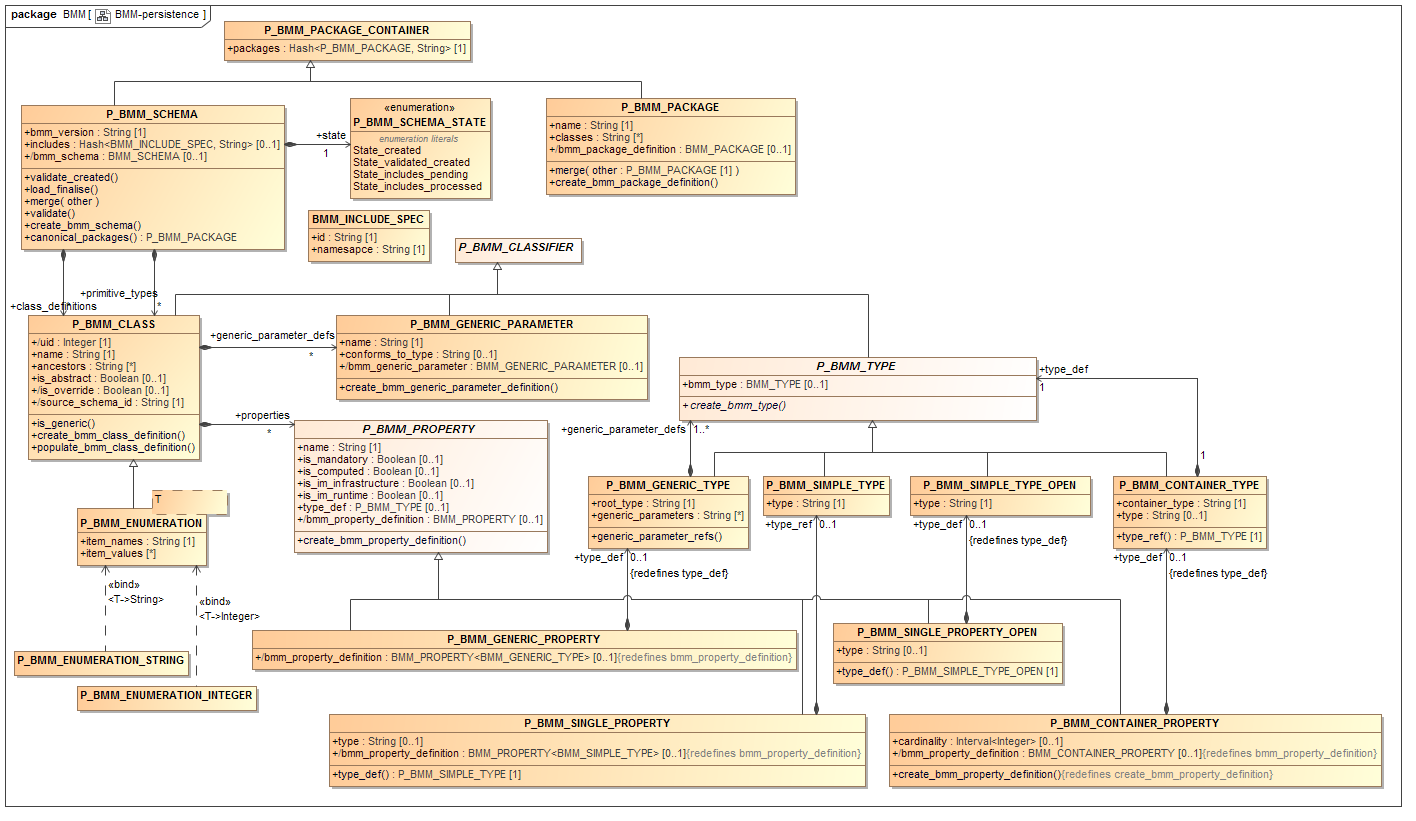 package BMM [ BMM-persistence ]
P_BMM_PACKAGE_CONTAINER
+packages : Hash<P_BMM_PACKAGE, String> [1]
P_BMM_SCHEMA
+bmm_version : String [1]
+includes : Hash<BMM_INCLUDE_SPEC, String> [0..1]
+/bmm_schema : BMM_SCHEMA [0..1]
+validate_created()
+load_finalise()
+merge( other )
+validate()
+create_bmm_schema()
+canonical_packages() : P_BMM_PACKAGE
+state
1
«enumeration»
P_BMM_SCHEMA_STATE
enumeration literals
State_created
State_validated_created
State_includes_pending
State_includes_processed
P_BMM_PACKAGE
+name : String [1]
+classes : String [*]
+/bmm_package_definition : BMM_PACKAGE [0..1]
+merge( other : P_BMM_PACKAGE [1] )
+create_bmm_package_definition()
BMM_INCLUDE_SPEC
+id : String [1]
+namesapce : String [1]
P_BMM_CLASSIFIER
+primitive_types
*
+class_definitions
*
P_BMM_CLASS
+/uid : Integer [1]
+name : String [1]
+ancestors : String [*]
+is_abstract : Boolean [0..1]
+/is_override : Boolean [0..1]
+/source_schema_id : String [1]
+is_generic()
+create_bmm_class_definition()
+populate_bmm_class_definition()
+generic_parameter_defs
*
P_BMM_GENERIC_PARAMETER
+name : String [1]
+conforms_to_type : String [0..1]
+/bmm_generic_parameter : BMM_GENERIC_PARAMETER [0..1]
+create_bmm_generic_parameter_definition()
P_BMM_TYPE
+bmm_type : BMM_TYPE [0..1]
+create_bmm_type()
+type_def
1
1
+properties
*
P_BMM_PROPERTY
+name : String [1]
+is_mandatory : Boolean [0..1]
+is_computed : Boolean [0..1]
+is_im_infrastructure : Boolean [0..1]
+is_im_runtime : Boolean [0..1]
+type_def : P_BMM_TYPE [0..1]
+/bmm_property_definition : BMM_PROPERTY [0..1]
+create_bmm_property_definition()
+generic_parameter_defs
1..*
P_BMM_GENERIC_TYPE
+root_type : String [1]
+generic_parameters : String [*]
+generic_parameter_refs()
P_BMM_SIMPLE_TYPE
+type : String [1]
P_BMM_SIMPLE_TYPE_OPEN
+type : String [1]
P_BMM_CONTAINER_TYPE
+container_type : String [1]
+type : String [0..1]
+type_ref() : P_BMM_TYPE [1]
+type_ref 0..1
+type_def 0..1
{redefines type_def}
+type_def 0..1
{redefines type_def}
+type_def 0..1
{redefines type_def}
T
P_BMM_ENUMERATION
+item_names : String [1]
+item_values [*]
«bind»
<T->String>
«bind»
<T->Integer>
P_BMM_ENUMERATION_STRING
P_BMM_ENUMERATION_INTEGER
P_BMM_GENERIC_PROPERTY
+/bmm_property_definition : BMM_PROPERTY<BMM_GENERIC_TYPE> [0..1]{redefines bmm_property_definition}
P_BMM_SINGLE_PROPERTY_OPEN
+type : String [0..1]
+type_def() : P_BMM_SIMPLE_TYPE_OPEN [1]
P_BMM_SINGLE_PROPERTY
+type : String [0..1]
+/bmm_property_definition : BMM_PROPERTY<BMM_SIMPLE_TYPE> [0..1]{redefines bmm_property_definition}
+type_def() : P_BMM_SIMPLE_TYPE [1]
P_BMM_CONTAINER_PROPERTY
+cardinality : Interval<Integer> [0..1]
+/bmm_property_definition : BMM_CONTAINER_PROPERTY [0..1]{redefines bmm_property_definition}
+create_bmm_property_definition(){redefines create_bmm_property_definition}